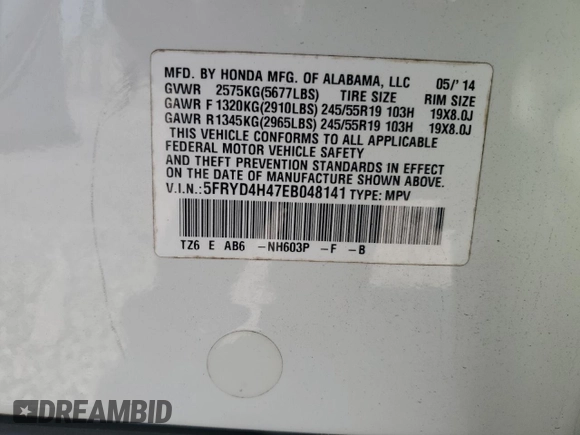 MFD. BY HONDA MFG. OF ALABAMA, LLC 05/'14
GVWR 2575KG(5677LBS) TIRE SIZE RIM SIZE
GAWR F 1320KG(2910LBS) 245/55R19 103H 19X8.0J
GAWR R 1345KG(2965LBS) 245/55R19 103H 19X8.0J
THIS VEHICLE CONFORMS TO ALL APPLICABLE
FEDERAL MOTOR VEHICLE SAFETY
AND THEFT PREVENTION STANDARDS IN EFFECT
ON THE DATE OF MANUFACTURE SHOWN ABOVE.
V.I.N.:5FRYD4H47EB048141 TYPE: MPV
TZ6 E AB6 -NH603P -F -B
DREAMBID